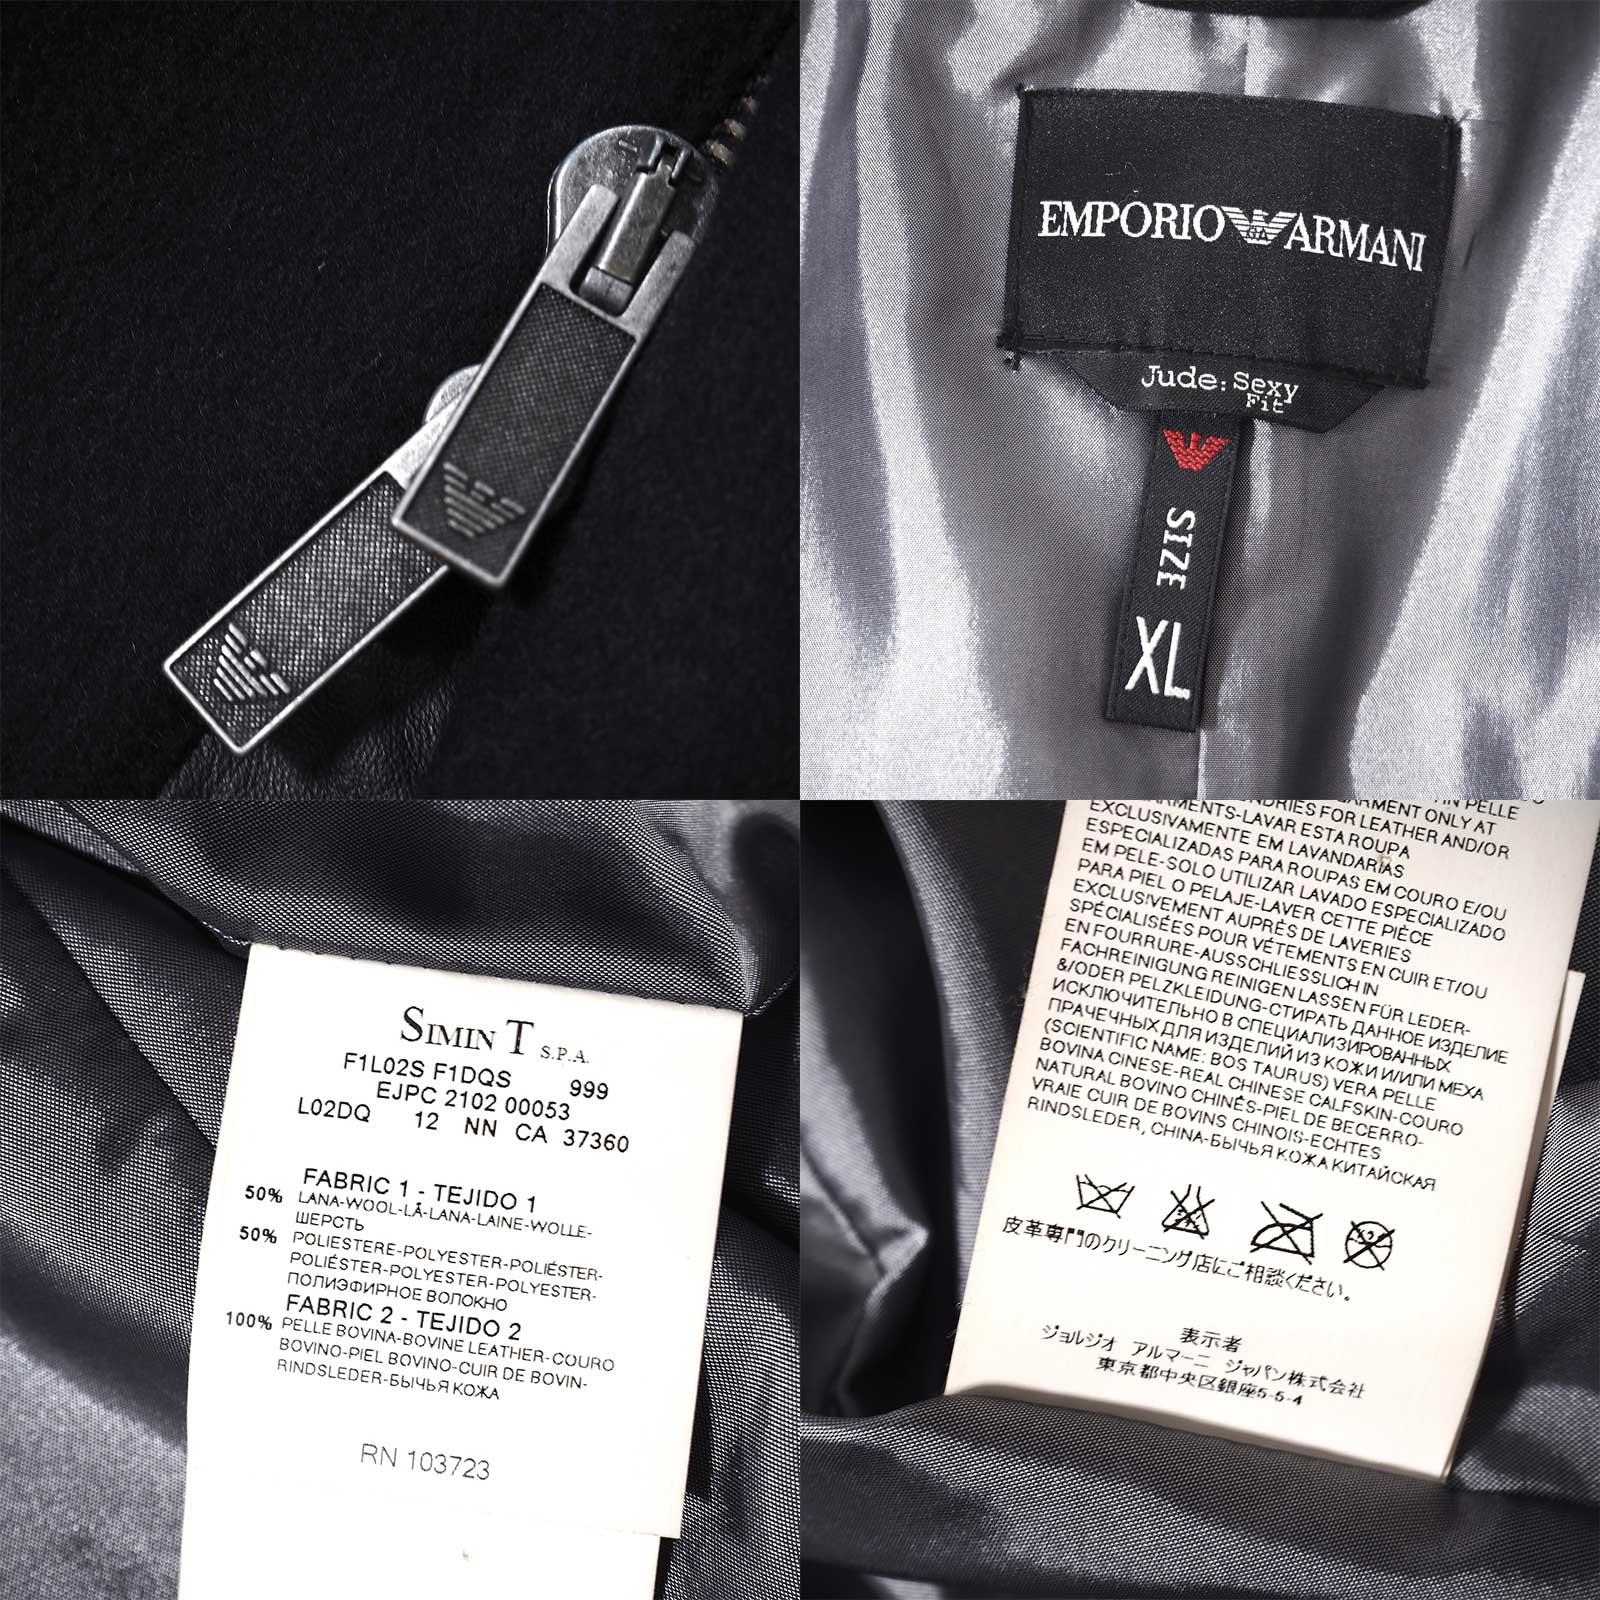 EMPORIO ARMANI
Jude: Sexy
Fit
SIZE
XL
SIMIN T S.P.A.
F1L02S F1DQS 999
EJPC 2102 00053
L02DQ 12 NN CA 37360
FABRIC 1 - TEJIDO 1
50% LANA-WOOL-LÃ-LANA-LAINE-WOLLE-
ШЕРСТЬ
50% POLIESTERE-POLYESTER-POLIÉSTER-
POLIÉSTER-POLYESTER-POLYESTER-
ПОЛИЭФИРНОЕ ВОЛОКНО
FABRIC 2 - TEJIDO 2
100% PELLE BOVINA-BOVINE LEATHER-COURO
BOVINO-PIEL BOVINO-CUIR DE BOVIN-
RINDSLEDER-БЫЧЬЯ КОЖА
RN 103723
IN PELLE
GARMENT ONLY AT
LAUNDRIES FOR LEATHER AND/OR
GARMENTS-LAVAR ESTA ROUPA
EXCLUSIVAMENTE EM LAVANDARIAS
ESPECIALIZADAS PARA ROUPAS EM COURO E/OU
EM PELE-SOLO UTILIZAR LAVADO ESPECIALIZADO
PARA PIEL O PELAJE-LAVER CETTE PIÈCE
EXCLUSIVEMENT AUPRÈS DE LAVERIES
SPÉCIALISÉES POUR VÊTEMENTS EN CUIR ET/OU
EN FOURRURE-AUSSCHLIESSLICH IN
FACHREINIGUNG REINIGEN LASSEN FÜR LEDER-
&/ODER PELZKLEIDUNG-СТИРАТЬ ДАННОЕ ИЗДЕЛИЕ
ИСКЛЮЧИТЕЛЬНО В СПЕЦИАЛИЗИРОВАННЫХ
ПРАЧЕЧНЫХ ДЛЯ ИЗДЕЛИЙ ИЗ КОЖИ И/ИЛИ МЕХА
(SCIENTIFIC NAME: BOS TAURUS) VERA PELLE
BOVINA CINESE-REAL CHINESE CALFSKIN-COURO
NATURAL BOVINO CHINÊS-PIEL DE BECERRO-
VRAIE CUIR DE BOVINS CHINOIS-ECHTES
RINDSLEDER, CHINA-БЫЧЬЯ КОЖА КИТАЙСКАЯ
皮革専門のクリーニング店にご相談ください。
表示者
ジョルジオ アルマーニ ジャパン株式会社
東京都中央区銀座5-5-4